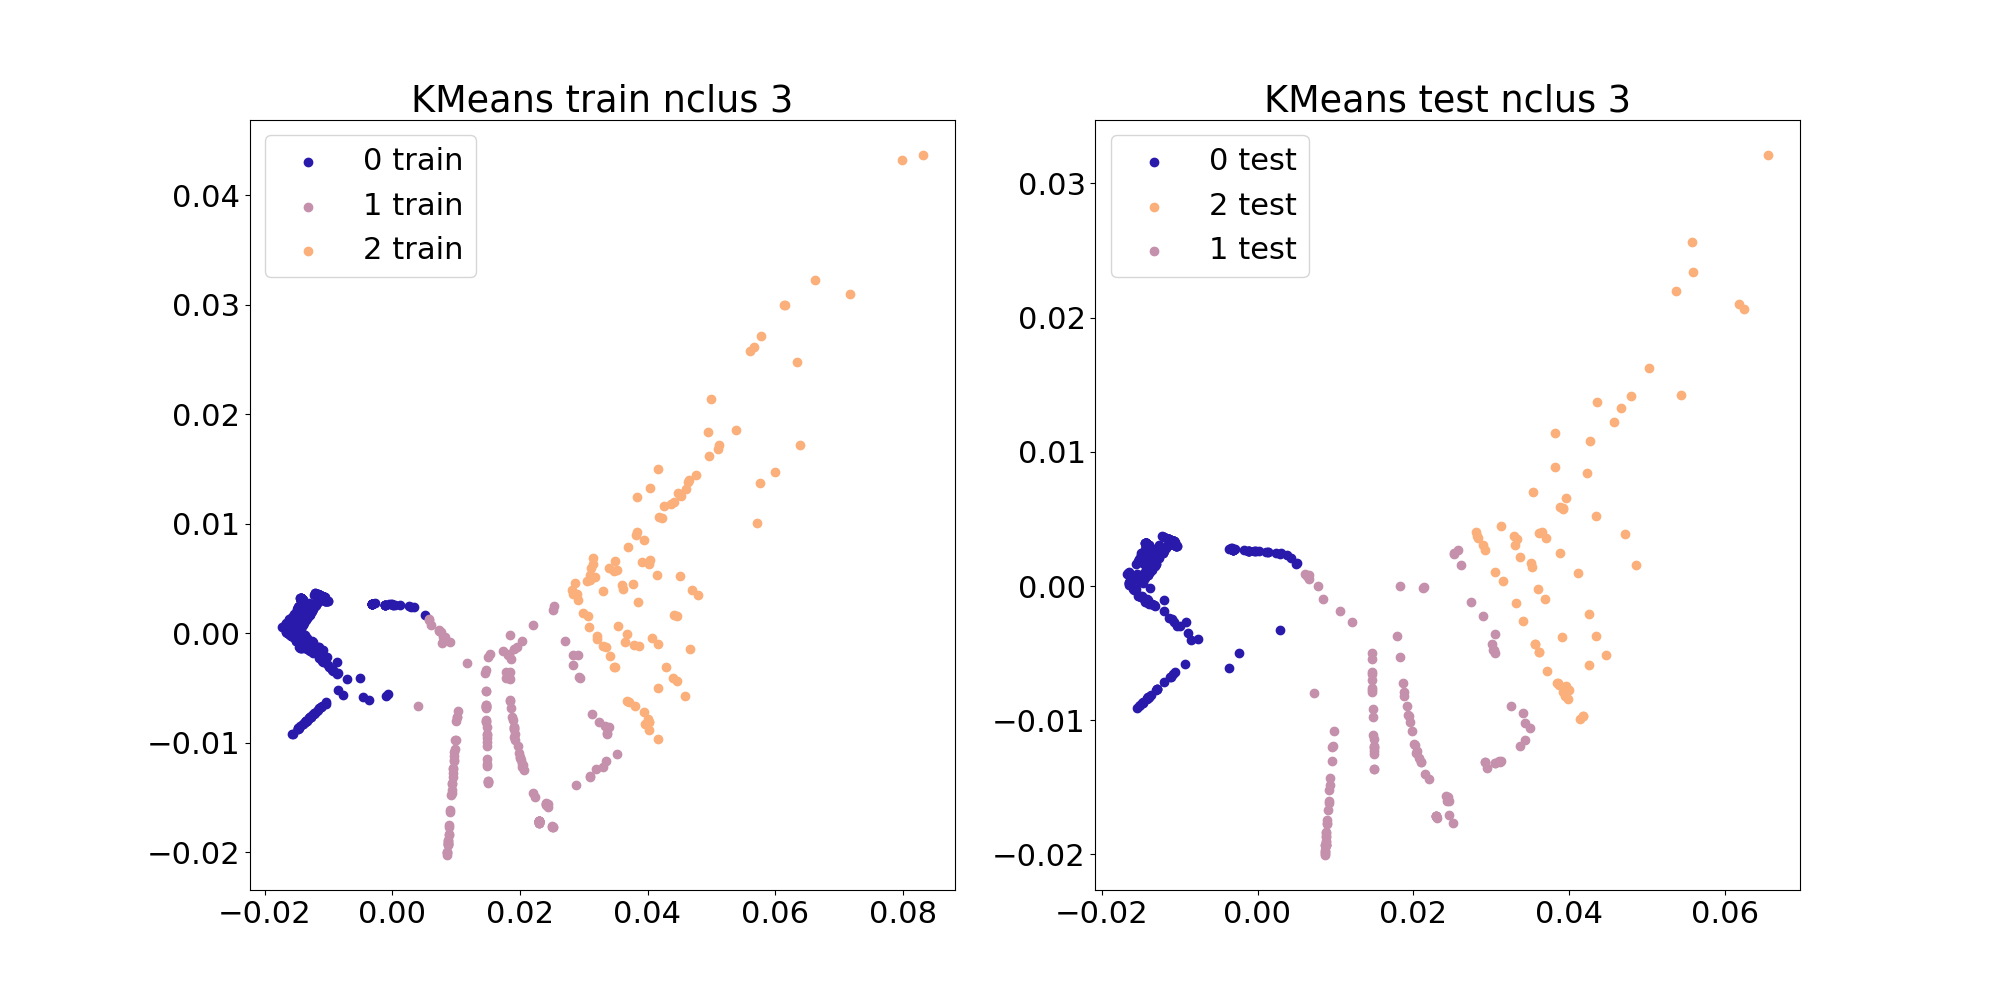 KMeans train nclus 3
0 train
1 train
2 train
0.04
0.03
0.02
0.01
0.00
−0.01
−0.02
−0.02 0.00 0.02 0.04 0.06 0.08
KMeans test nclus 3
0 test
2 test
1 test
0.03
0.02
0.01
0.00
−0.01
−0.02
−0.02 0.00 0.02 0.04 0.06